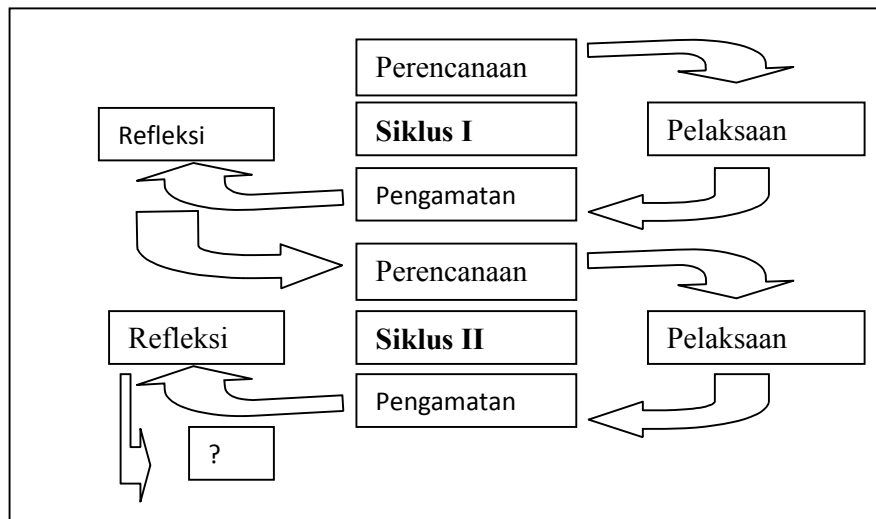 Perencanaan
Refleksi
Siklus I
Pelaksaan
Pengamatan
Perencanaan
Refleksi
Siklus II
Pelaksaan
Pengamatan
?